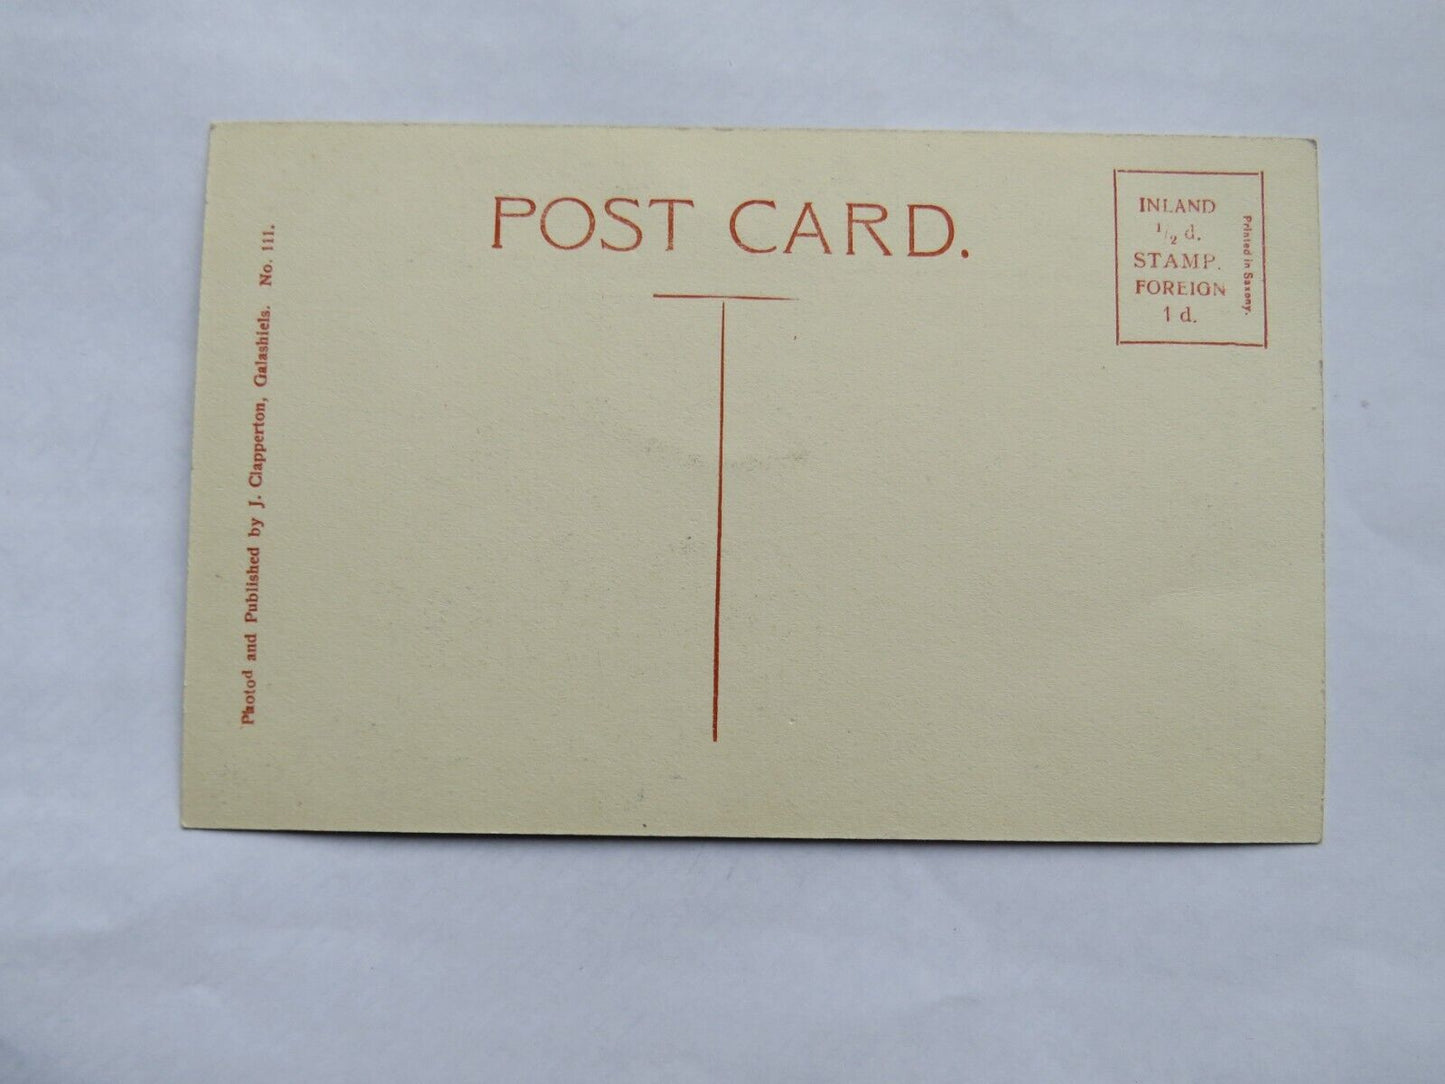 POST CARD.
INLAND
1/2 d.
STAMP.
FOREIGN
1 d.
Printed in Saxony.
Photod and Published by J. Clapperton, Galashiels. No. 111.